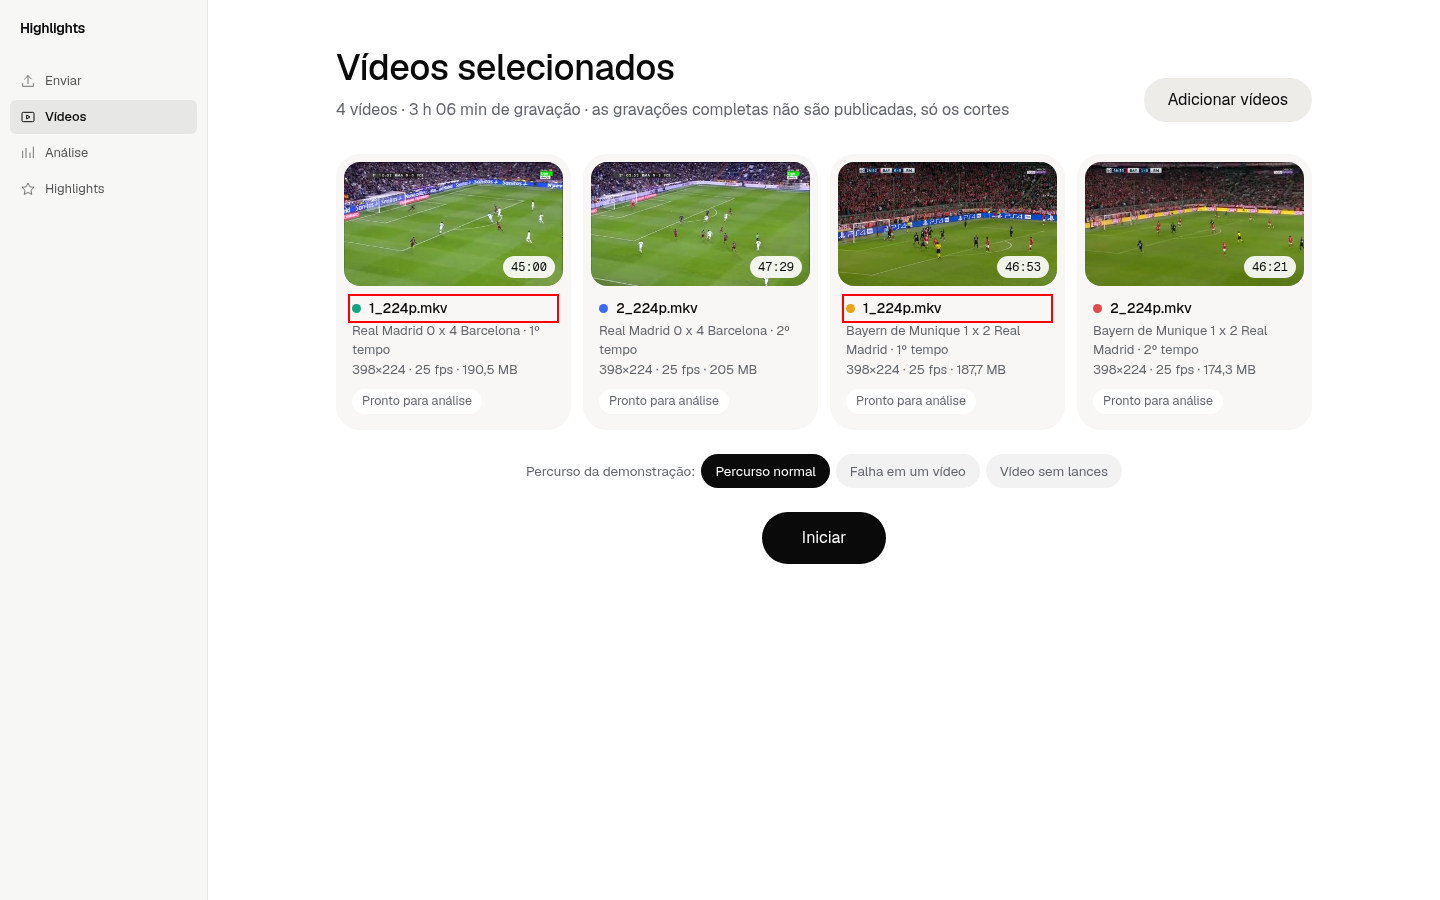 Highlights
Enviar
Vídeos
Análise
Highlights
Vídeos selecionados
4 vídeos · 3 h 06 min de gravação · as gravações completas não são publicadas, só os cortes
Adicionar vídeos
45:00
1_224p.mkv
Real Madrid 0 x 4 Barcelona · 1º
tempo
398×224 · 25 fps · 190,5 MB
Pronto para análise
47:29
2_224p.mkv
Real Madrid 0 x 4 Barcelona · 2º
tempo
398×224 · 25 fps · 205 MB
Pronto para análise
46:53
1_224p.mkv
Bayern de Munique 1 x 2 Real
Madrid · 1º tempo
398×224 · 25 fps · 187,7 MB
Pronto para análise
46:21
2_224p.mkv
Bayern de Munique 1 x 2 Real
Madrid · 2º tempo
398×224 · 25 fps · 174,3 MB
Pronto para análise
Percurso da demonstração:
Percurso normal
Falha em um vídeo
Vídeo sem lances
Iniciar